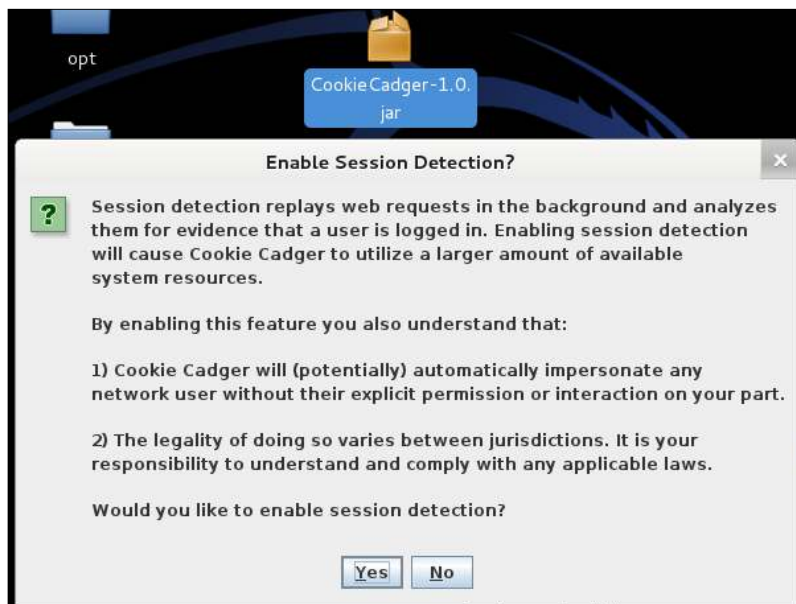 opt
CookieCadger-1.0.
jar
Enable Session Detection?
Session detection replays web requests in the background and analyzes
them for evidence that a user is logged in. Enabling session detection
will cause Cookie Cadger to utilize a larger amount of available
system resources.
By enabling this feature you also understand that:
1) Cookie Cadger will (potentially) automatically impersonate any
network user without their explicit permission or interaction on your part.
2) The legality of doing so varies between jurisdictions. It is your
responsibility to understand and comply with any applicable laws.
Would you like to enable session detection?
Yes
No